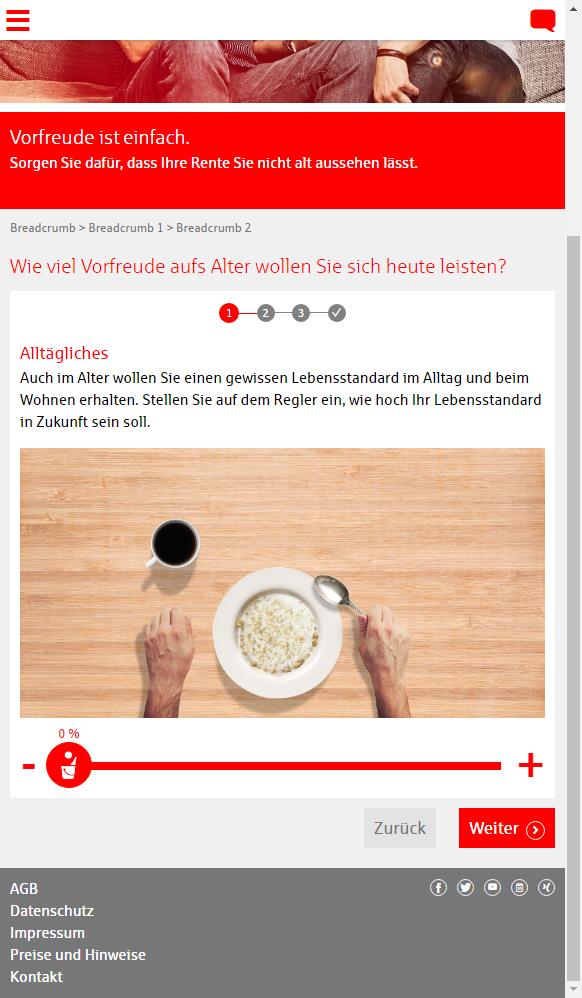 Vorfreude ist einfach.
Sorgen Sie dafür, dass Ihre Rente Sie nicht alt aussehen lässt.
Breadcrumb > Breadcrumb 1 > Breadcrumb 2
Wie viel Vorfreude aufs Alter wollen Sie sich heute leisten?
1 2 3
Alltägliches
Auch im Alter wollen Sie einen gewissen Lebensstandard im Alltag und beim
Wohnen erhalten. Stellen Sie auf dem Regler ein, wie hoch Ihr Lebensstandard
in Zukunft sein soll.
0 %
- +
Zurück Weiter
AGB
Datenschutz
Impressum
Preise und Hinweise
Kontakt